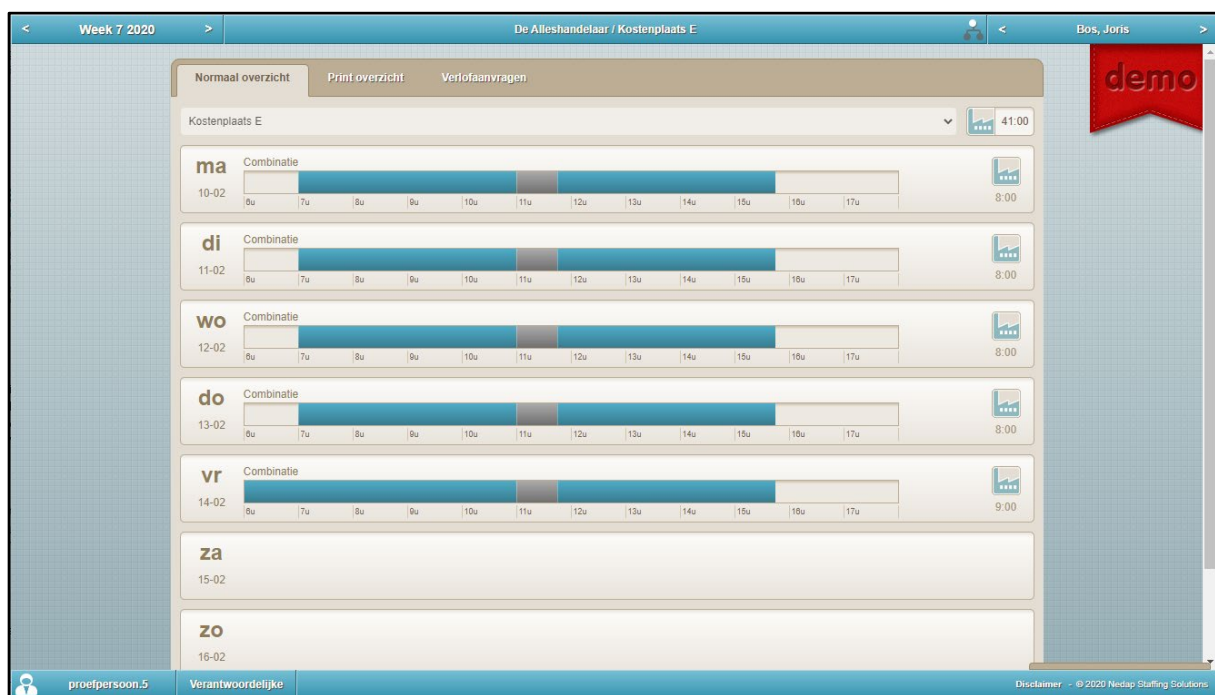 < Week 7 2020 > De Alleshandelaar / Kostenplaats E < Bos, Joris >
demo
Normaal overzicht Print overzicht Verlofaanvragen
Kostenplaats E 41:00
ma Combinatie
10-02 8:00
6u 7u 8u 9u 10u 11u 12u 13u 14u 15u 16u 17u
di Combinatie
11-02 8:00
6u 7u 8u 9u 10u 11u 12u 13u 14u 15u 16u 17u
wo Combinatie
12-02 8:00
6u 7u 8u 9u 10u 11u 12u 13u 14u 15u 16u 17u
do Combinatie
13-02 8:00
6u 7u 8u 9u 10u 11u 12u 13u 14u 15u 16u 17u
vr Combinatie
14-02 9:00
6u 7u 8u 9u 10u 11u 12u 13u 14u 15u 16u 17u
za
15-02
zo
16-02
proefpersoon.5 Verantwoordelijke Disclaimer - © 2020 Nedap Staffing Solutions